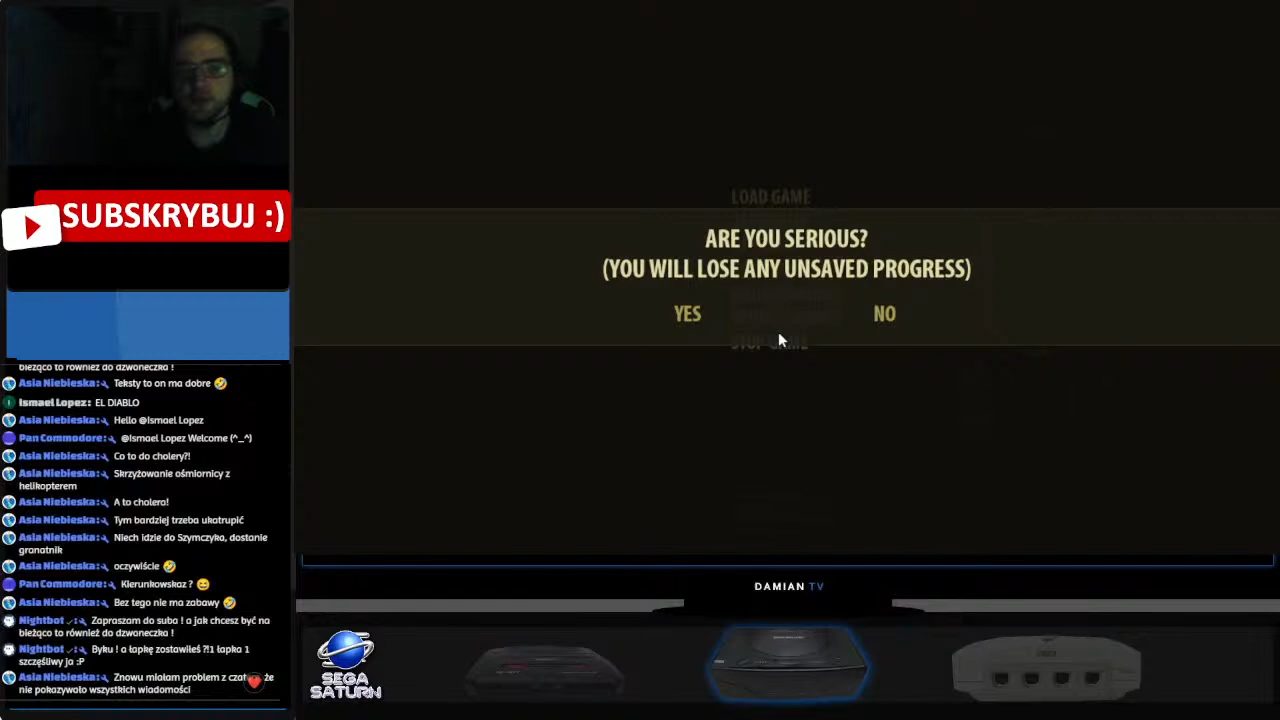 SUBSKRYBUJ :)
bieżąco to również do dzwoneczka !
Asia Niebieska: Teksty to on ma dobre 🤣
Ismael Lopez: EL DIABLO
Asia Niebieska: Hello @Ismael Lopez
Pan Commodore: @Ismael Lopez Welcome (^_^)
Asia Niebieska: Co to do cholery?!
Asia Niebieska: Skrzyżowanie ośmiornicy z
helikopterem
Asia Niebieska: A to cholera!
Asia Niebieska: Tym bardziej trzeba ukatrupić
Asia Niebieska: Niech idzie do Szymczyka, dostanie
granatnik
Asia Niebieska: oczywiście 🤣
Pan Commodore: Kierunkowskaz ? 😄
Asia Niebieska: Bez tego nie ma zabawy 🤣
Nightbot: Zapraszam do suba ! a jak chcesz być na
bieżąco to również do dzwoneczka !
Nightbot: Byku ! a łapkę zostawiłeś ?!1 łapka 1
szczęśliwy ja :P
Asia Niebieska: Znowu miałam problem z że
nie pokazywało wszystkich wiadomości
LOAD GAME
ARE YOU SERIOUS?
(YOU WILL LOSE ANY UNSAVED PROGRESS)
YES NO
STOP GAME
DAMIAN TV
SEGA
SATURN